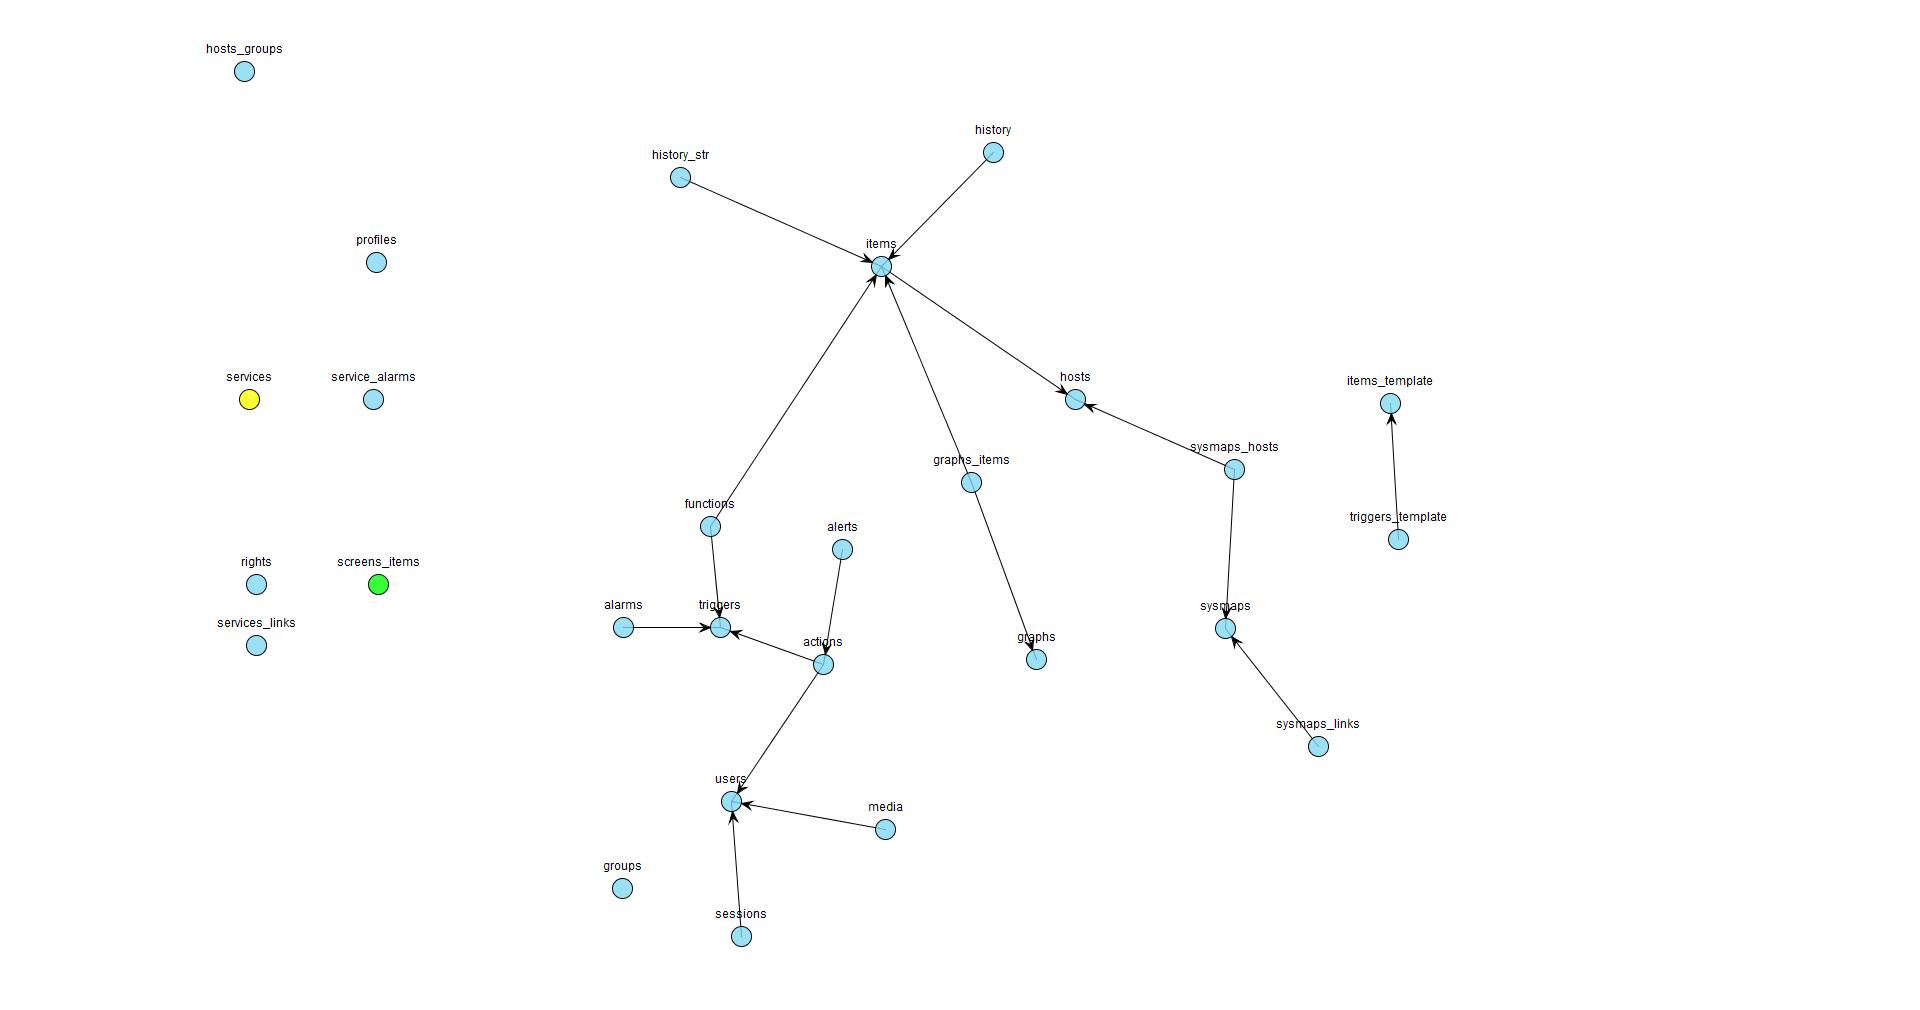 hosts_groups
history
history_str
profiles
items
services
service_alarms
hosts
items_template
sysmaps_hosts
graphs_items
functions
triggers_template
alerts
rights
screens_items
alarms
triggers
sysmaps
services_links
graphs
actions
sysmaps_links
users
media
groups
sessions